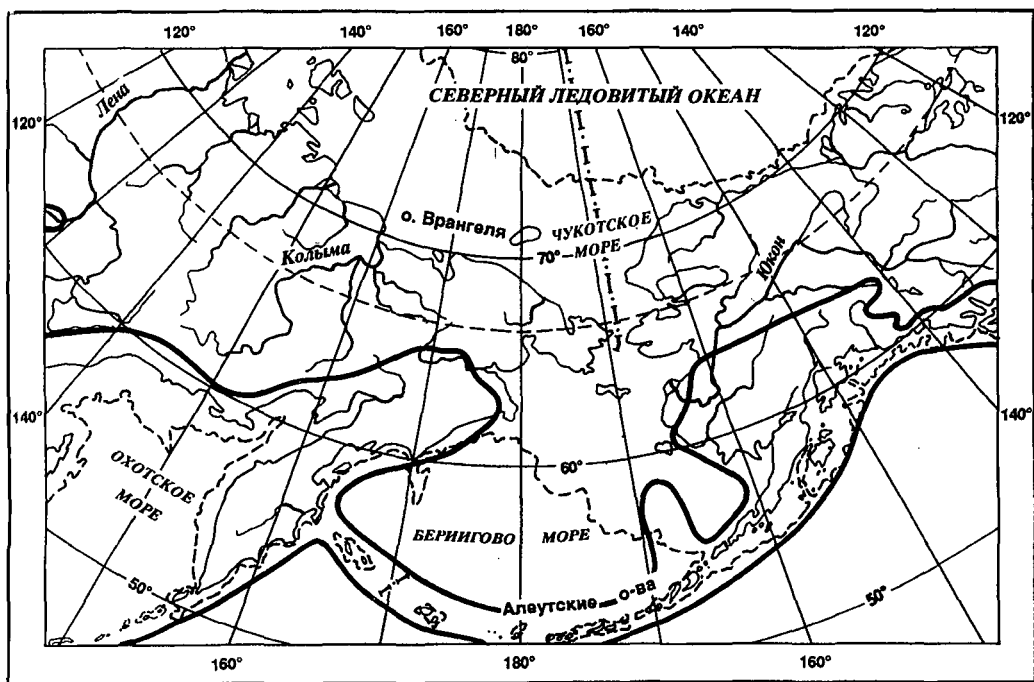 120° 140° 160° 180° 160° 140° 120°
80°
СЕВЕРНЫЙ ЛЕДОВИТЫЙ ОКЕАН
Лена
120°
120°
о. Врангеля
ЧУКОТСКОЕ
МОРЕ
70°
Колыма
Юкон
140°
140°
ОХОТСКОЕ
МОРЕ
60°
БЕРИИГОВО МОРЕ
50°
Алеутские о-ва
50°
160° 180° 160°